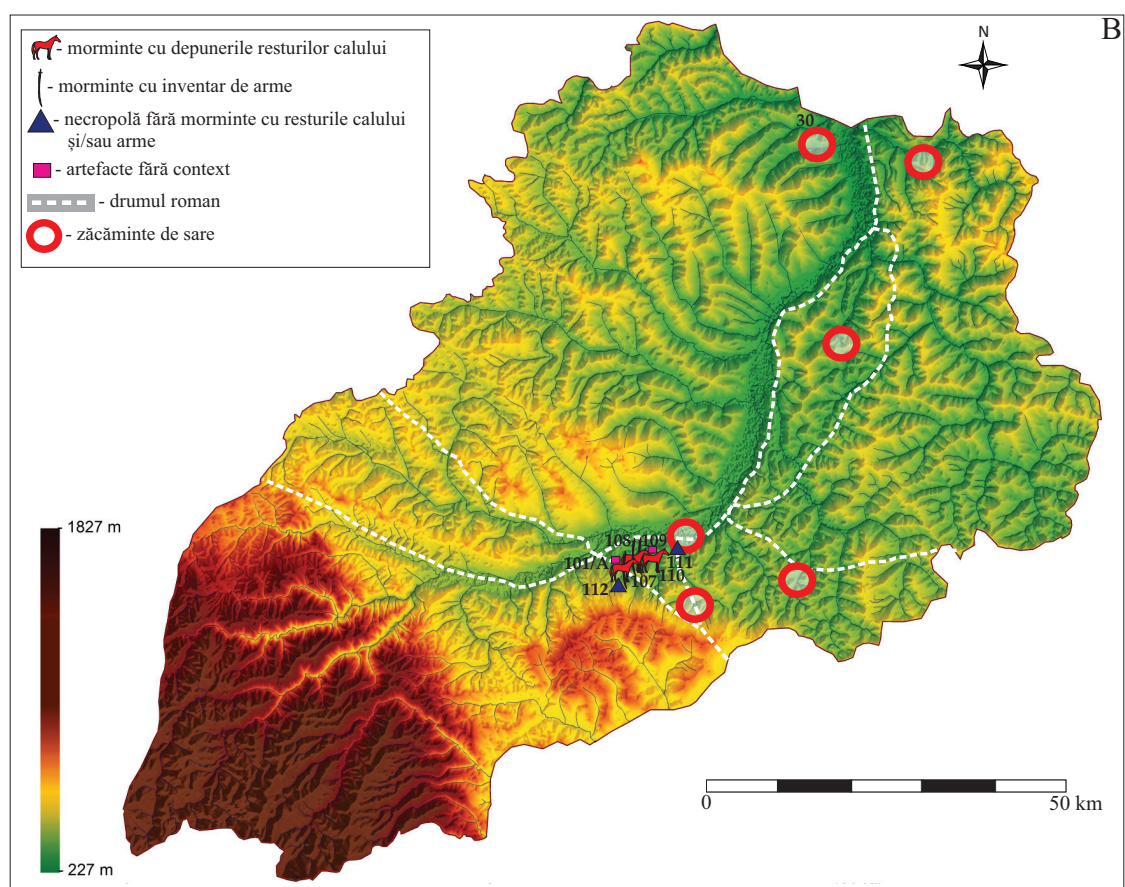 B
- morminte cu depunerile resturilor calului
- morminte cu inventar de arme
- necropolă fără morminte cu resturile calului
și/sau arme
- artefacte fără context
- drumul roman
- zăcăminte de sare
N
30
- 1827 m
- 227 m
108
109
101/A
111
110
107
112
0
50 km